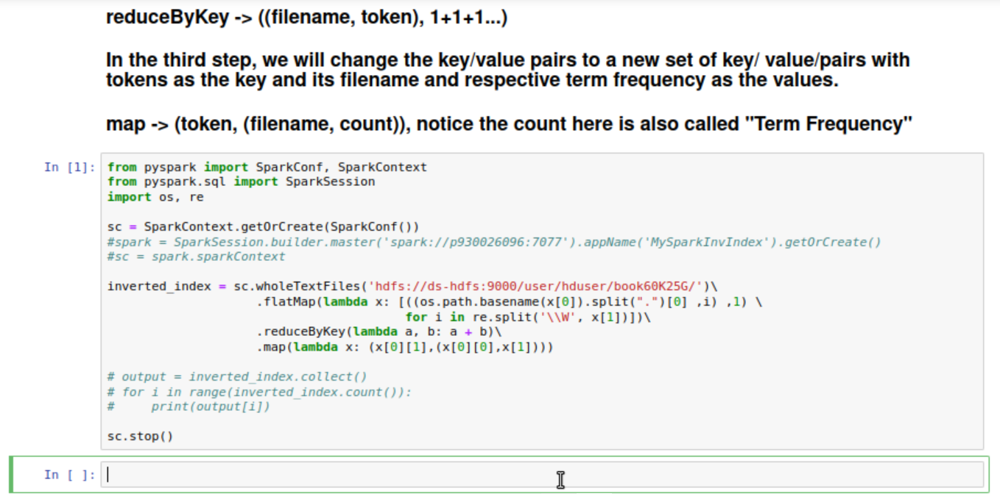 reduceByKey -> ((filename, token), 1+1+1...)
In the third step, we will change the key/value pairs to a new set of key/ value/pairs with
tokens as the key and its filename and respective term frequency as the values.
map -> (token, (filename, count)), notice the count here is also called "Term Frequency"
In [1]:
from pyspark import SparkConf, SparkContext
from pyspark.sql import SparkSession
import os, re
sc = SparkContext.getOrCreate(SparkConf())
#spark = SparkSession.builder.master('spark://p930026096:7077').appName('MySparkInvIndex').getOrCreate()
#sc = spark.sparkContext
inverted_index = sc.wholeTextFiles('hdfs://ds-hdfs:9000/user/hduser/book60K25G/')\
.flatMap(lambda x: [((os.path.basename(x[0]).split(".")[0] ,i) ,1) \
for i in re.split('\\W', x[1])])\
.reduceByKey(lambda a, b: a + b)\
.map(lambda x: (x[0][1],(x[0][0],x[1])))
# output = inverted_index.collect()
# for i in range(inverted_index.count()):
#     print(output[i])
sc.stop()
In [ ]: